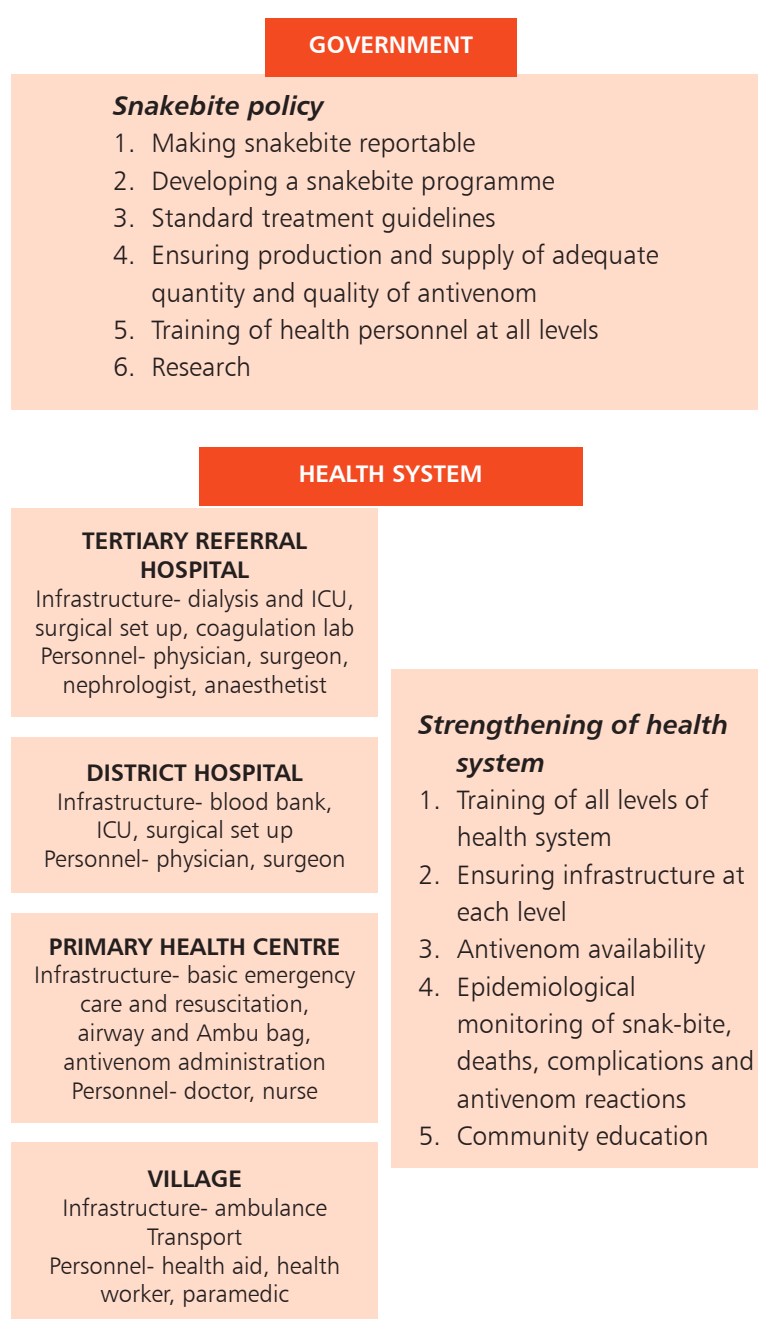 GOVERNMENT
Snakebite policy
1. Making snakebite reportable
2. Developing a snakebite programme
3. Standard treatment guidelines
4. Ensuring production and supply of adequate
quantity and quality of antivenom
5. Training of health personnel at all levels
6. Research
HEALTH SYSTEM
TERTIARY REFERRAL
HOSPITAL
Infrastructure- dialysis and ICU,
surgical set up, coagulation lab
Personnel- physician, surgeon,
nephrologist, anaesthetist
DISTRICT HOSPITAL
Infrastructure- blood bank,
ICU, surgical set up
Personnel- physician, surgeon
PRIMARY HEALTH CENTRE
Infrastructure- basic emergency
care and resuscitation,
airway and Ambu bag,
antivenom administration
Personnel- doctor, nurse
VILLAGE
Infrastructure- ambulance
Transport
Personnel- health aid, health
worker, paramedic
Strengthening of health
system
1. Training of all levels of
health system
2. Ensuring infrastructure at
each level
3. Antivenom availability
4. Epidemiological
monitoring of snak-bite,
deaths, complications and
antivenom reactions
5. Community education